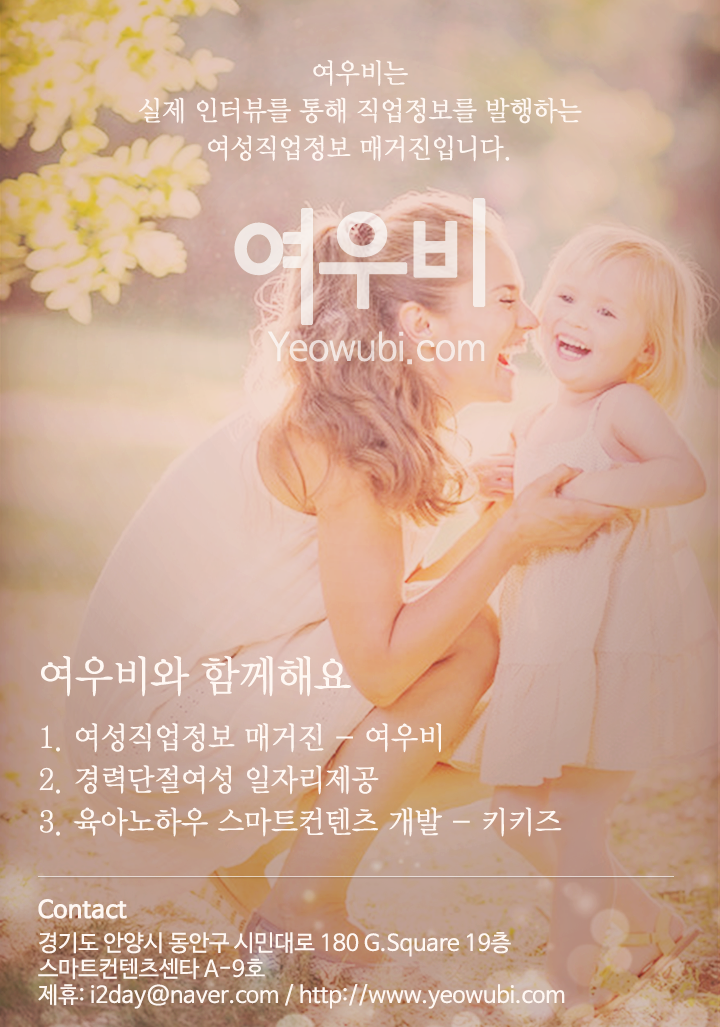 여우비는
실제 인터뷰를 통해 직업정보를 발행하는
여성직업정보 매거진입니다.
여우비
Yeowubi.com
여우비와 함께해요
1. 여성직업정보 매거진 - 여우비
2. 경력단절여성 일자리제공
3. 육아노하우 스마트컨텐츠 개발 - 키키즈
Contact
경기도 안양시 동안구 시민대로 180 G.Square 19층
스마트컨텐츠센타 A-9호
제휴: i2day@naver.com / http://www.yeowubi.com